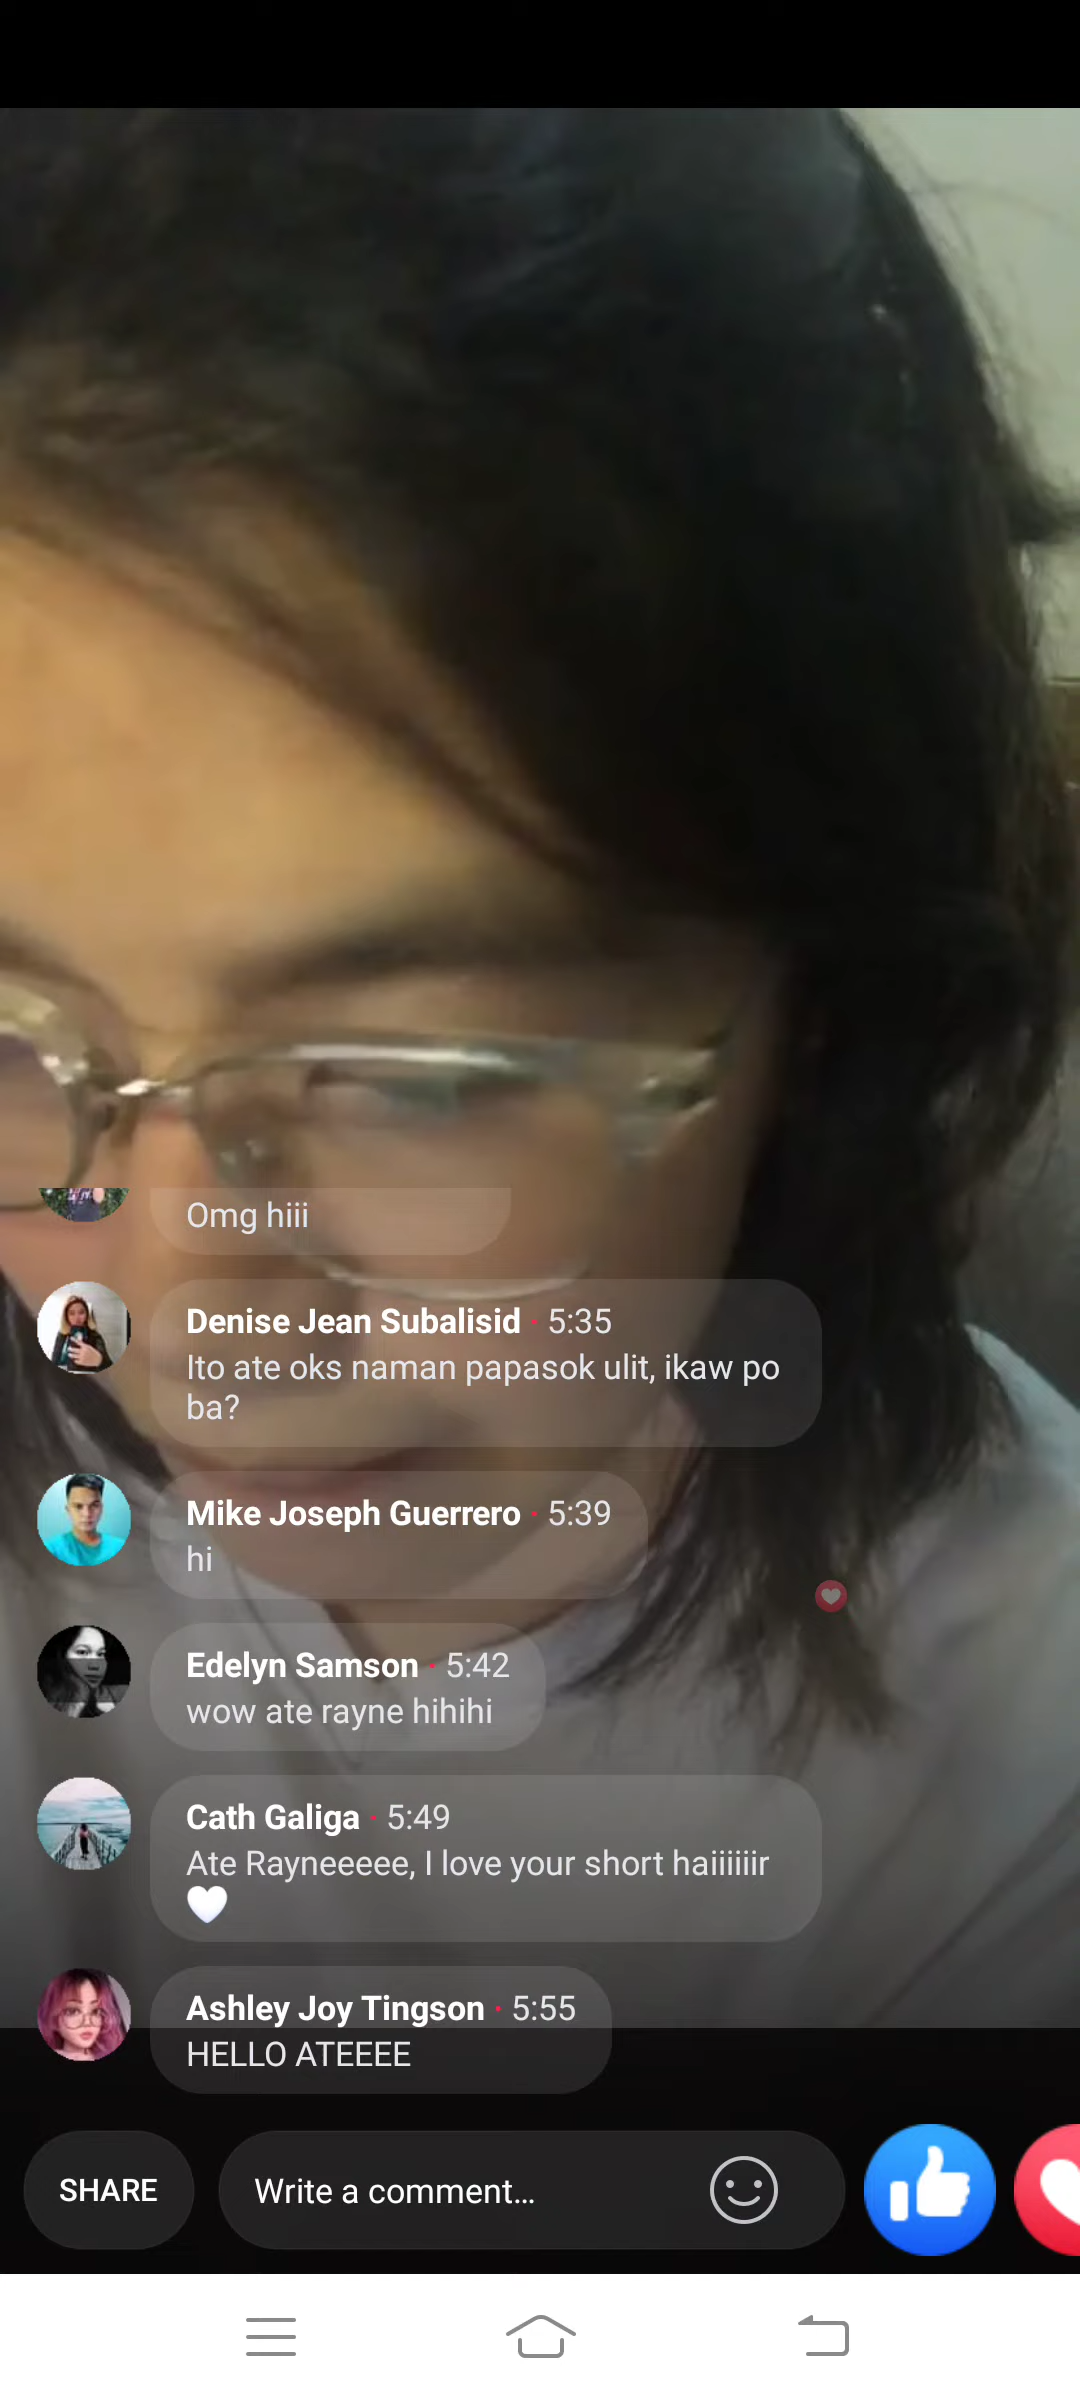 Omg hiii
Denise Jean Subalisid · 5:35
Ito ate oks naman papasok ulit, ikaw po
ba?
Mike Joseph Guerrero · 5:39
hi
Edelyn Samson · 5:42
wow ate rayne hihihi
Cath Galiga · 5:49
Ate Rayneeeee, I love your short haiiiiiir
🤍
Ashley Joy Tingson · 5:55
HELLO ATEEEE
SHARE
Write a comment...